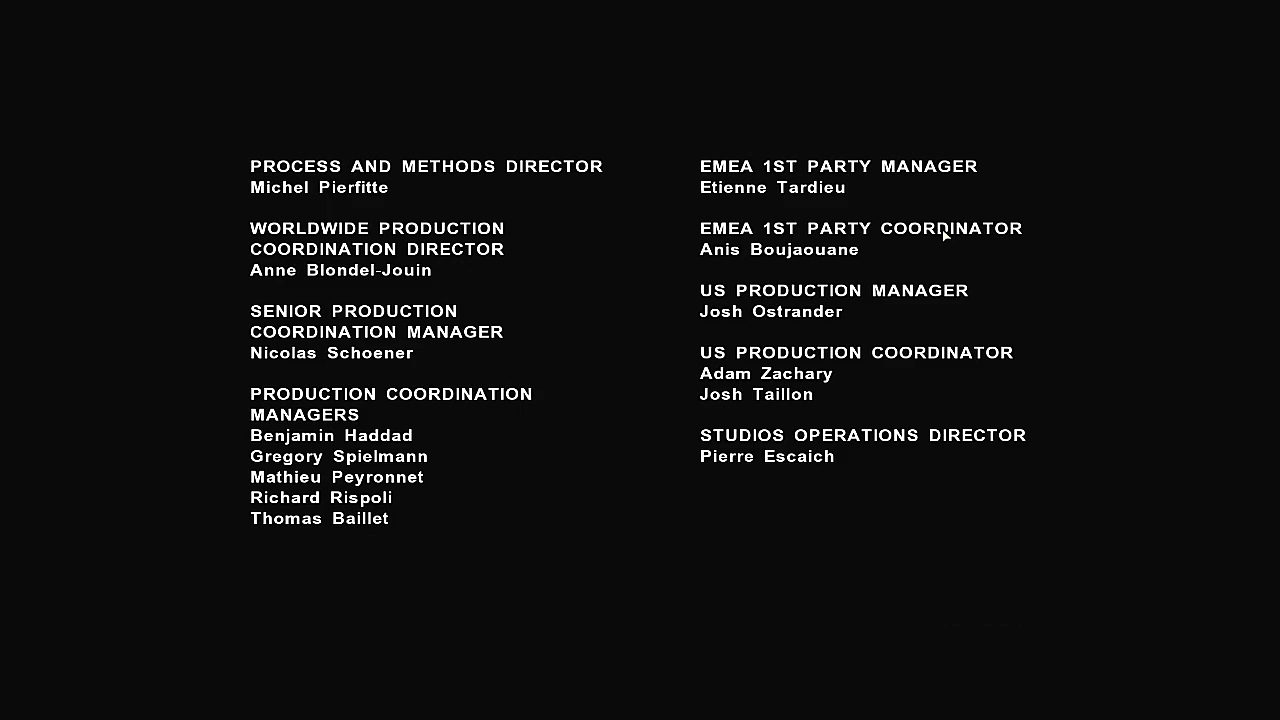 PROCESS AND METHODS DIRECTOR
Michel Pierfitte
WORLDWIDE PRODUCTION
COORDINATION DIRECTOR
Anne Blondel-Jouin
SENIOR PRODUCTION
COORDINATION MANAGER
Nicolas Schoener
PRODUCTION COORDINATION
MANAGERS
Benjamin Haddad
Gregory Spielmann
Mathieu Peyronnet
Richard Rispoli
Thomas Baillet
EMEA 1ST PARTY MANAGER
Etienne Tardieu
EMEA 1ST PARTY COORDINATOR
Anis Boujaouane
US PRODUCTION MANAGER
Josh Ostrander
US PRODUCTION COORDINATOR
Adam Zachary
Josh Taillon
STUDIOS OPERATIONS DIRECTOR
Pierre Escaich